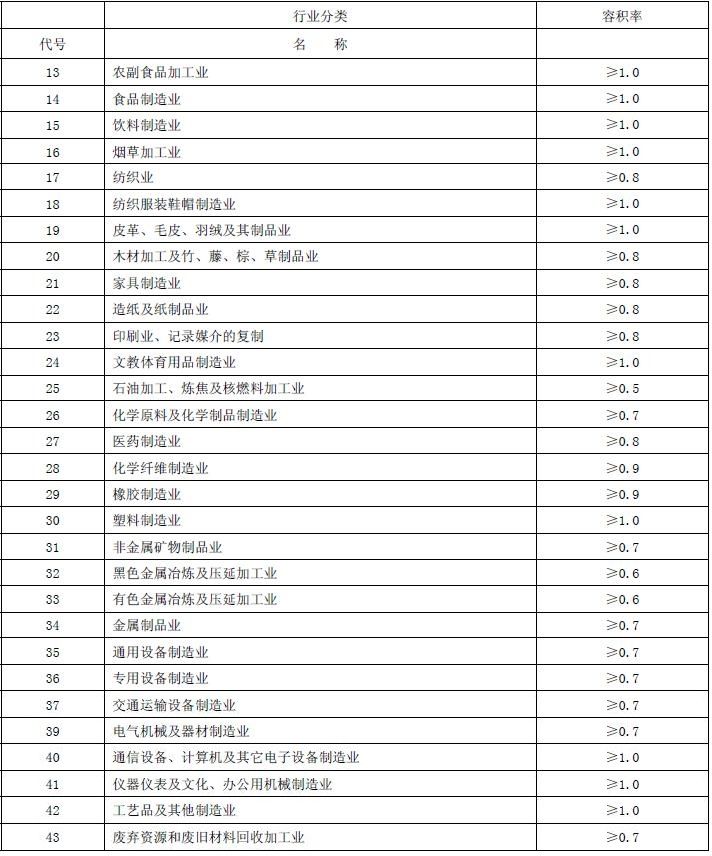 行业分类 容积率
代号 名 称
13 农副食品加工业 ≥1.0
14 食品制造业 ≥1.0
15 饮料制造业 ≥1.0
16 烟草加工业 ≥1.0
17 纺织业 ≥0.8
18 纺织服装鞋帽制造业 ≥1.0
19 皮革、毛皮、羽绒及其制品业 ≥1.0
20 木材加工及竹、藤、棕、草制品业 ≥0.8
21 家具制造业 ≥0.8
22 造纸及纸制品业 ≥0.8
23 印刷业、记录媒介的复制 ≥0.8
24 文教体育用品制造业 ≥1.0
25 石油加工、炼焦及核燃料加工业 ≥0.5
26 化学原料及化学制品制造业 ≥0.7
27 医药制造业 ≥0.8
28 化学纤维制造业 ≥0.9
29 橡胶制造业 ≥0.9
30 塑料制造业 ≥1.0
31 非金属矿物制品业 ≥0.7
32 黑色金属冶炼及压延加工业 ≥0.6
33 有色金属冶炼及压延加工业 ≥0.6
34 金属制品业 ≥0.7
35 通用设备制造业 ≥0.7
36 专用设备制造业 ≥0.7
37 交通运输设备制造业 ≥0.7
39 电气机械及器材制造业 ≥0.7
40 通信设备、计算机及其它电子设备制造业 ≥1.0
41 仪器仪表及文化、办公用机械制造业 ≥1.0
42 工艺品及其他制造业 ≥1.0
43 废弃资源和废旧材料回收加工业 ≥0.7